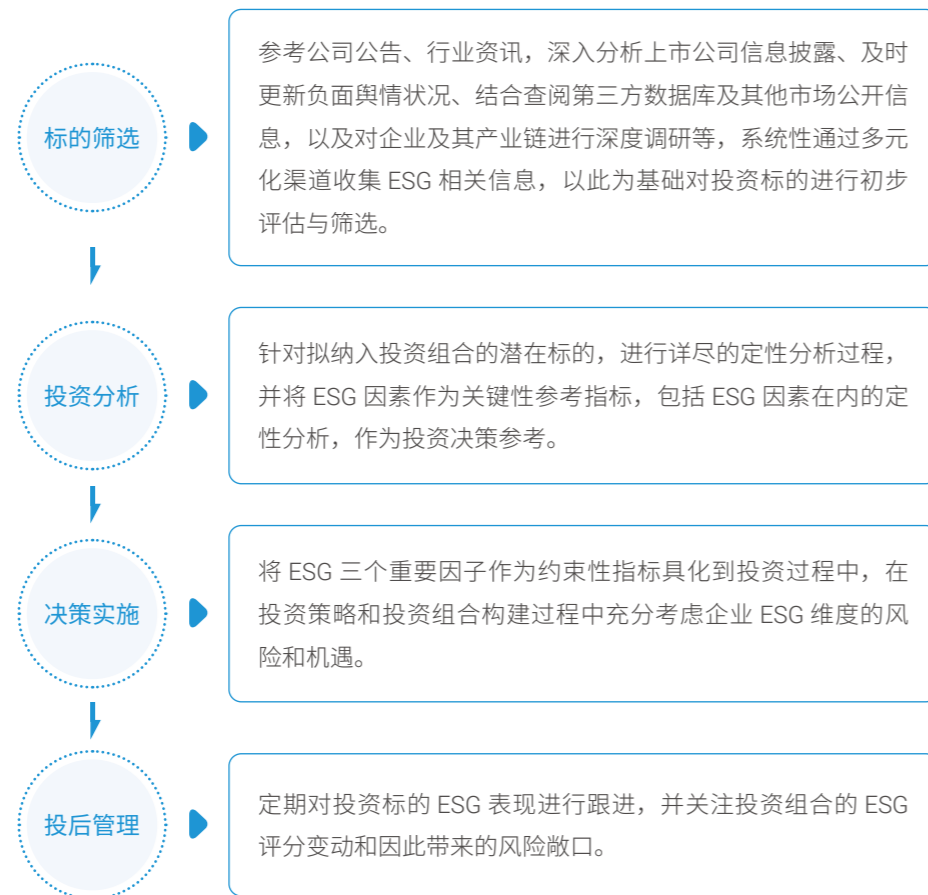 标的筛选
参考公司公告、行业资讯，深入分析上市公司信息披露、及时
更新负面舆情状况、结合查阅第三方数据库及其他市场公开信
息，以及对企业及其产业链进行深度调研等，系统性通过多元
化渠道收集 ESG 相关信息，以此为基础对投资标的进行初步
评估与筛选。
投资分析
针对拟纳入投资组合的潜在标的，进行详尽的定性分析过程，
并将 ESG 因素作为关键性参考指标，包括 ESG 因素在内的定
性分析，作为投资决策参考。
决策实施
将 ESG 三个重要因子作为约束性指标具化到投资过程中，在
投资策略和投资组合构建过程中充分考虑企业 ESG 维度的风
险和机遇。
投后管理
定期对投资标的 ESG 表现进行跟进，并关注投资组合的 ESG
评分变动和因此带来的风险敞口。